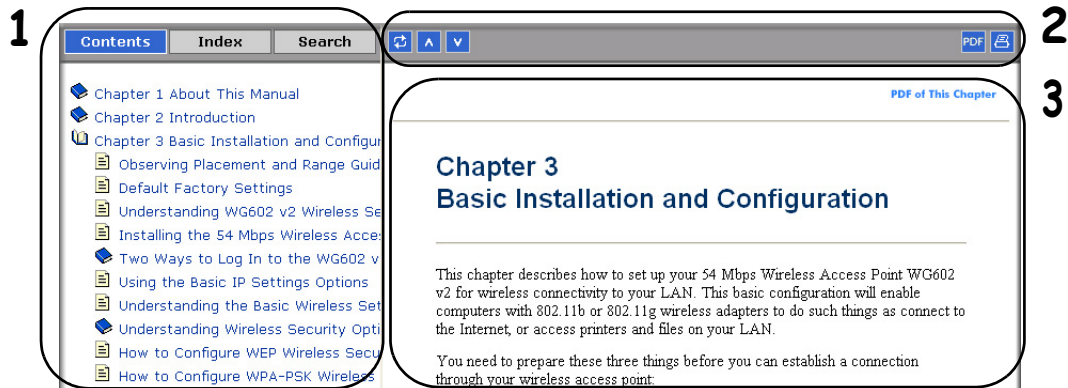 1
Contents Index Search
Chapter 1 About This Manual
Chapter 2 Introduction
Chapter 3 Basic Installation and Configur
Observing Placement and Range Guid
Default Factory Settings
Understanding WG602 v2 Wireless Se
Installing the 54 Mbps Wireless Acce
Two Ways to Log In to the WG602 v
Using the Basic IP Settings Options
Understanding the Basic Wireless Set
Understanding Wireless Security Opti
How to Configure WEP Wireless Secu
How to Configure WPA-PSK Wireless
2
PDF
3
PDF of This Chapter
Chapter 3
Basic Installation and Configuration
This chapter describes how to set up your 54 Mbps Wireless Access Point WG602
v2 for wireless connectivity to your LAN. This basic configuration will enable
computers with 802.11b or 802.11g wireless adapters to do such things as connect to
the Internet, or access printers and files on your LAN.
You need to prepare these three things before you can establish a connection
through your wireless access point: